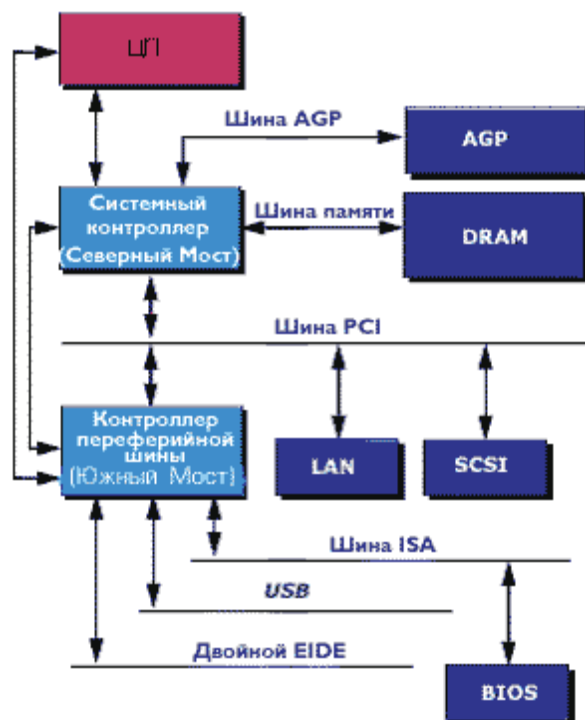 ЦП
Шина AGP
AGP
Системный
контроллер
(Северный Мост)
Шина памяти
DRAM
Шина PCI
Контроллер
переферийной
шины
(Южный Мост)
LAN
SCSI
Шина ISA
USB
Двойной EIDE
BIOS